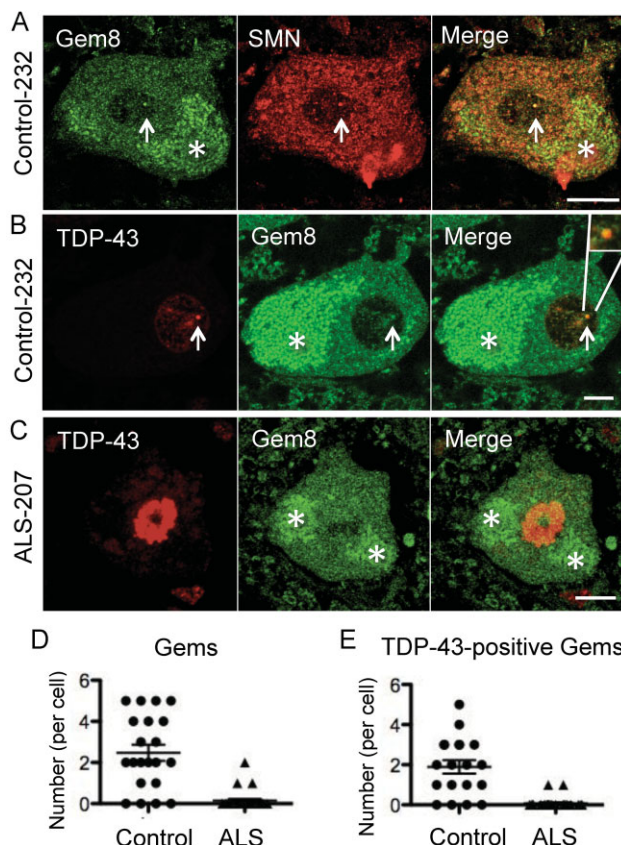 A
Control-232
Gem8
SMN
Merge
*
*
B
Control-232
TDP-43
Gem8
Merge
*
*
C
ALS-207
TDP-43
Gem8
Merge
*
*
*
*
D
Gems
Number (per cell)
6
4
2
0
Control
ALS
E
TDP-43-positive Gems
Number (per cell)
6
4
2
0
Control
ALS